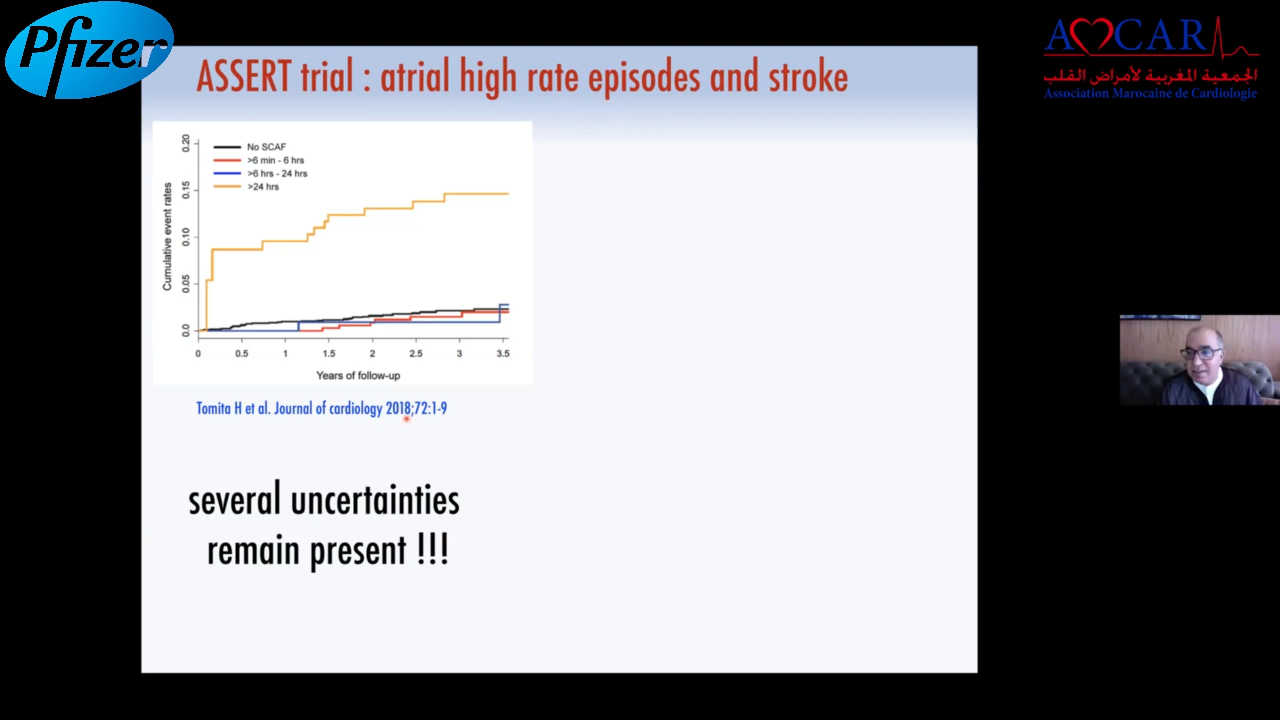 Pfizer
AMCAR
الجمعية المغربية لأمراض القلب
Association Marocaine de Cardiologie
ASSERT trial : atrial high rate episodes and stroke
No SCAF
>6 min - 6 hrs
>6 hrs - 24 hrs
>24 hrs
Cumulative event rates
0.20
0.15
0.10
0.05
0.0
0 0.5 1 1.5 2 2.5 3 3.5
Years of follow-up
Tomita H et al. Journal of cardiology 2018;72:1-9
several uncertainties
remain present !!!